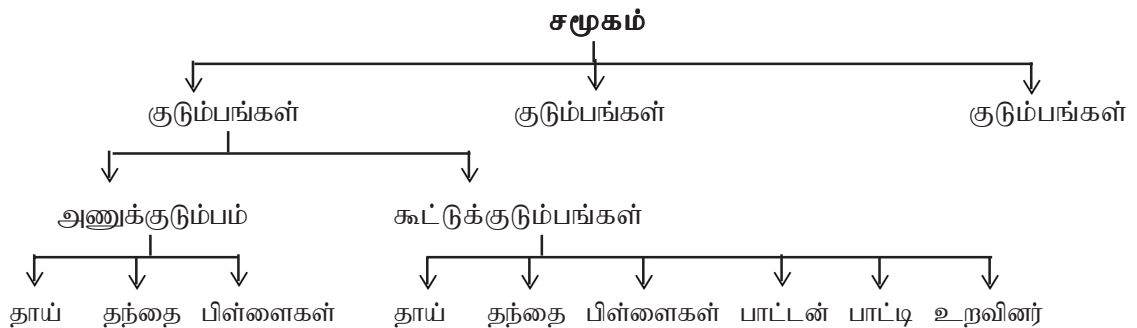 சமூகம்
குடும்பங்கள் குடும்பங்கள் குடும்பங்கள்
அணுக்குடும்பம் கூட்டுக்குடும்பங்கள்
தாய் தந்தை பிள்ளைகள் தாய் தந்தை பிள்ளைகள் பாட்டன் பாட்டி உறவினர்